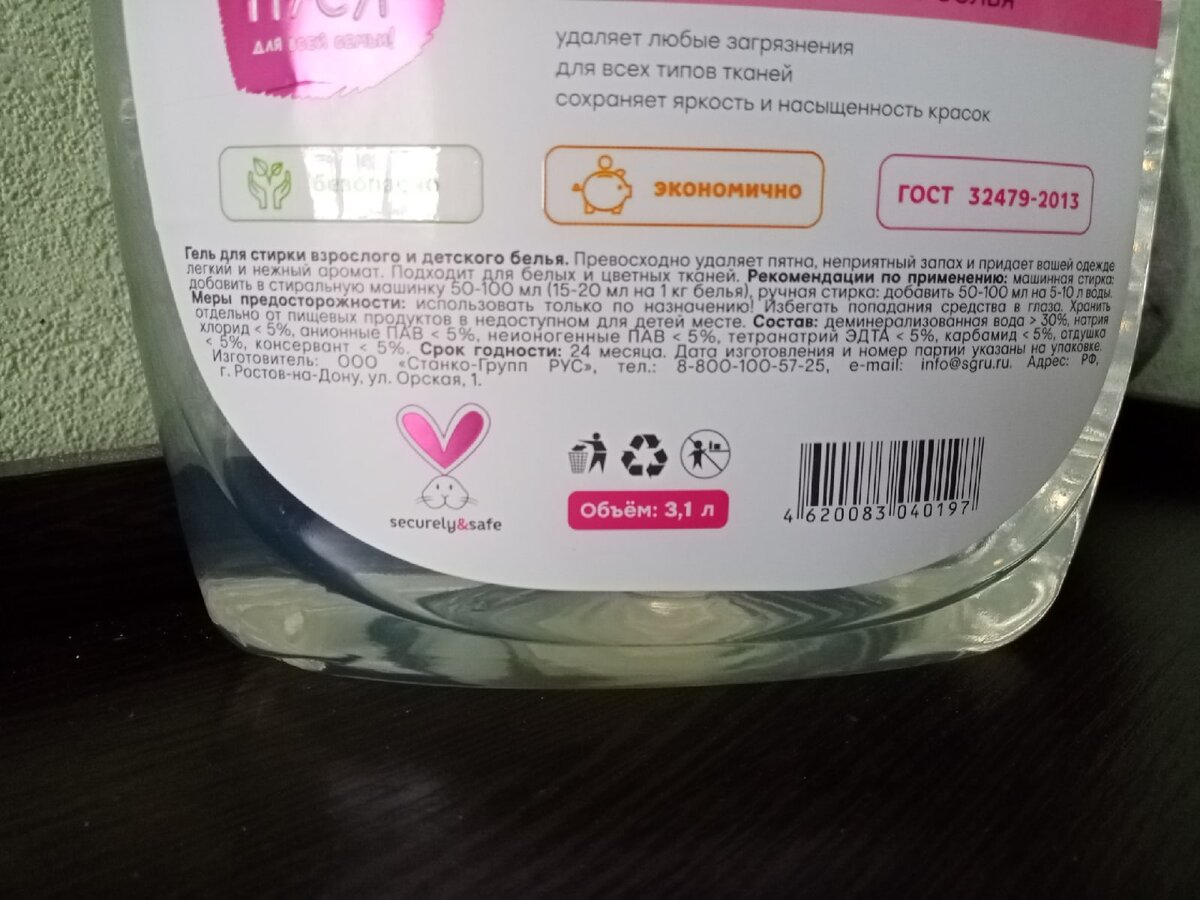 ДЛЯ ВСЕЙ СЕМЬИ!
удаляет любые загрязнения
для всех типов тканей
сохраняет яркость и насыщенность красок
безопасно
ЭКОНОМИЧНО
ГОСТ 32479-2013
Гель для стирки взрослого и детского белья. Превосходно удаляет пятна, неприятный запах и придает вашей одежде
легкий и нежный аромат. Подходит для белых и цветных тканей. Рекомендации по применению: машинная стирка:
добавить в стиральную машинку 50-100 мл (15-20 мл на 1 кг белья), ручная стирка: добавить 50-100 мл на 5-10 л воды.
Меры предосторожности: использовать только по назначению! Избегать попадания средства в глаза. Хранить
отдельно от пищевых продуктов в недоступном для детей месте. Состав: деминерализованная вода > 30%, натрия
хлорид < 5%, анионные ПАВ < 5%, неионогенные ПАВ < 5%, тетранатрий ЭДТА < 5%, карбамид < 5%, отдушка
< 5%, консервант < 5%. Срок годности: 24 месяца. Дата изготовления и номер партии указаны на упаковке.
Изготовитель: ООО «Станко-Групп РУС», тел.: 8-800-100-57-25, e-mail: info@sgru.ru. Адрес: РФ,
г. Ростов-на-Дону, ул. Орская, 1.
securely&safe
Объём: 3,1 л
4 620083 040197